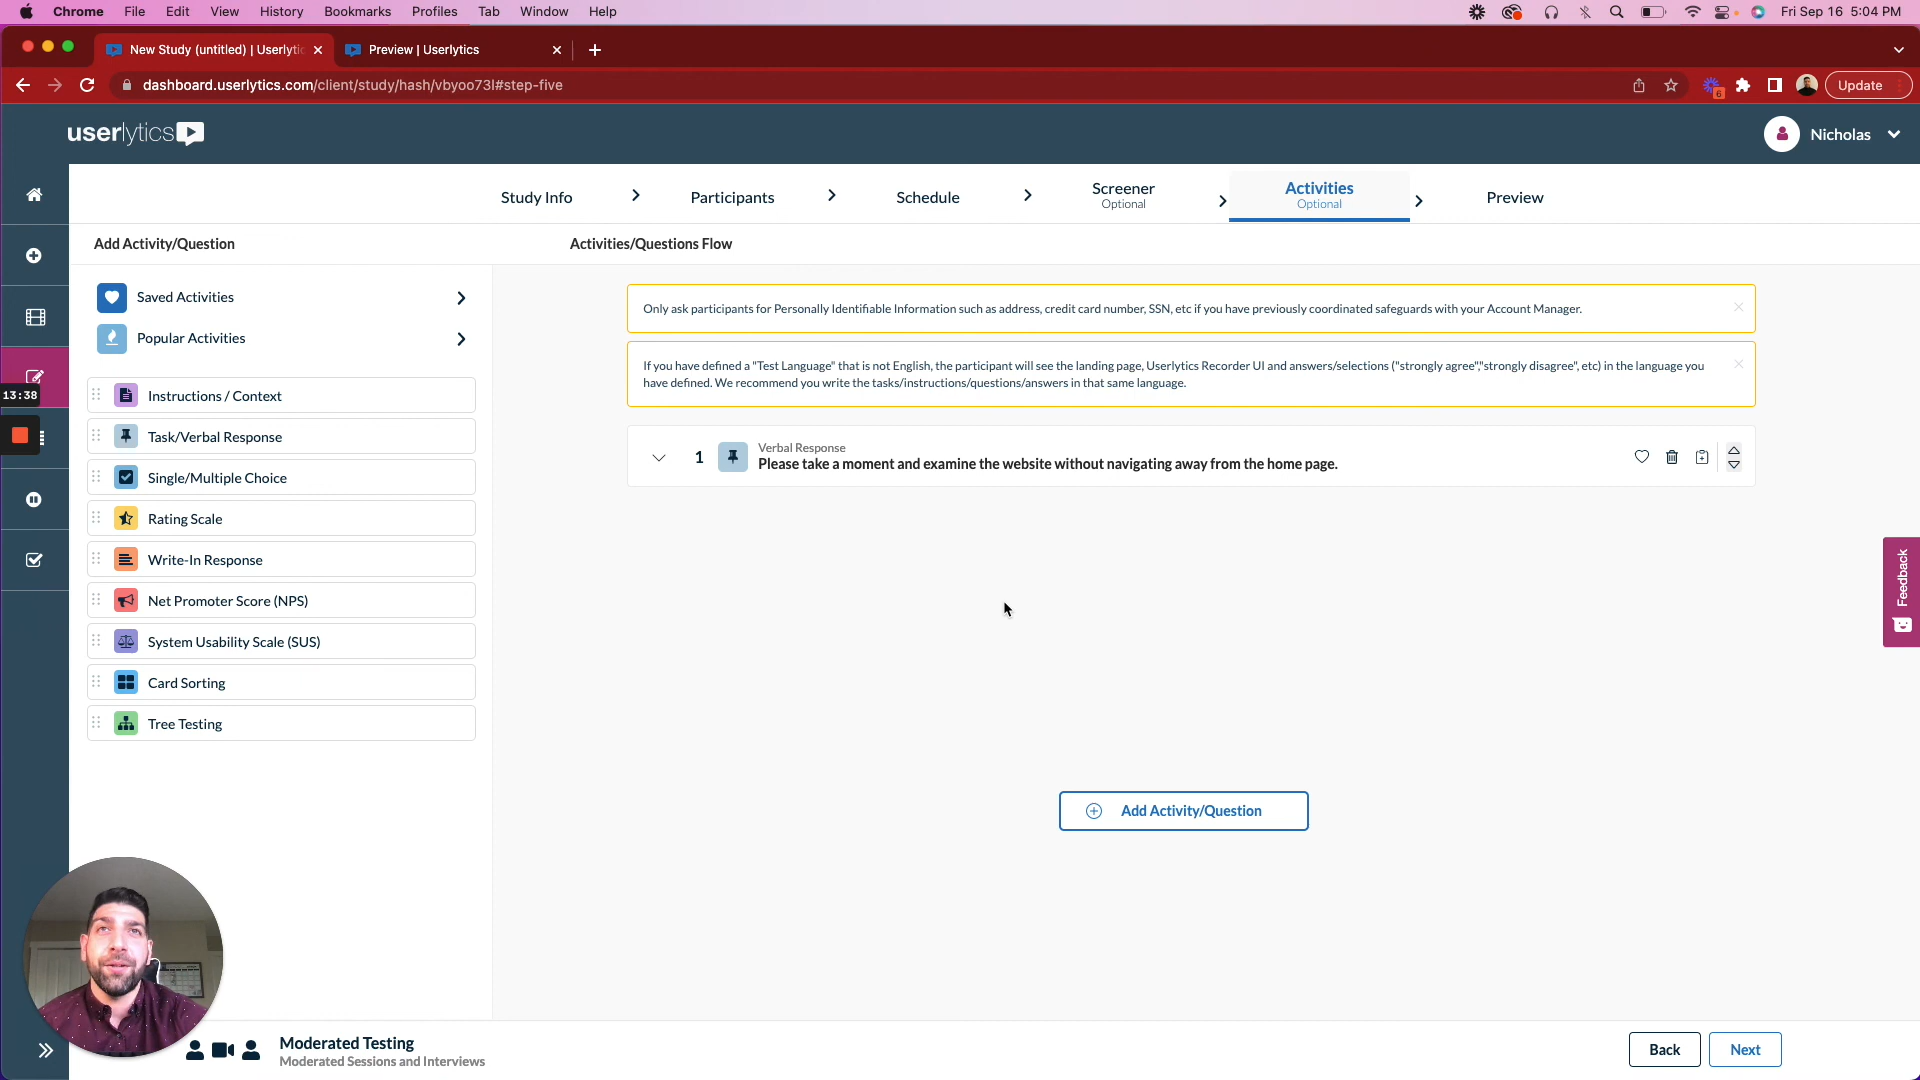 Chrome File Edit View History Bookmarks Profiles Tab Window Help
Fri Sep 16 5:04 PM
New Study (untitled) | Userlytic
Preview | Userlytics
dashboard.userlytics.com/client/study/hash/vbyoo73l#step-five
6
Update
userlytics
Nicholas
Study Info
Participants
Schedule
Screener
Optional
Activities
Optional
Preview
Add Activity/Question
Activities/Questions Flow
Saved Activities
Popular Activities
Instructions / Context
Task/Verbal Response
Single/Multiple Choice
Rating Scale
Write-In Response
Net Promoter Score (NPS)
System Usability Scale (SUS)
Card Sorting
Tree Testing
13:38
Only ask participants for Personally Identifiable Information such as address, credit card number, SSN, etc if you have previously coordinated safeguards with your Account Manager.
If you have defined a "Test Language" that is not English, the participant will see the landing page, Userlytics Recorder UI and answers/selections ("strongly agree","strongly disagree", etc) in the language you
have defined. We recommend you write the tasks/instructions/questions/answers in that same language.
1
Verbal Response
Please take a moment and examine the website without navigating away from the home page.
Add Activity/Question
Feedback
Moderated Testing
Moderated Sessions and Interviews
Back
Next